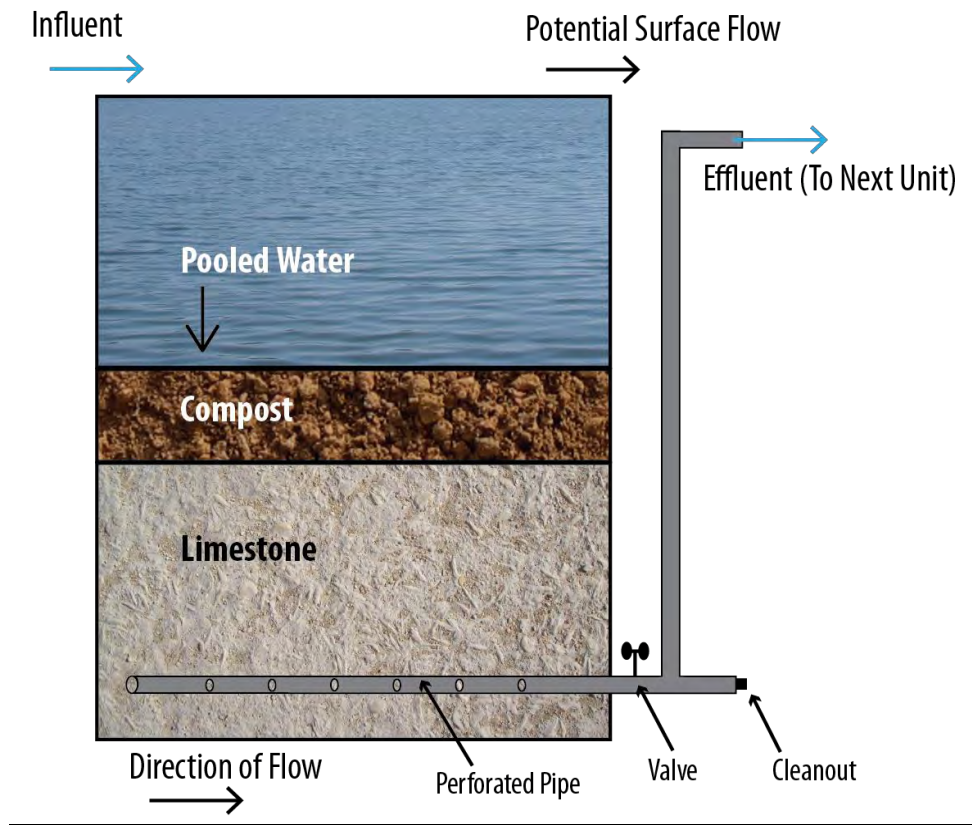 Influent
Potential Surface Flow
Effluent (To Next Unit)
Pooled Water
Compost
Limestone
Direction of Flow
Perforated Pipe
Valve
Cleanout